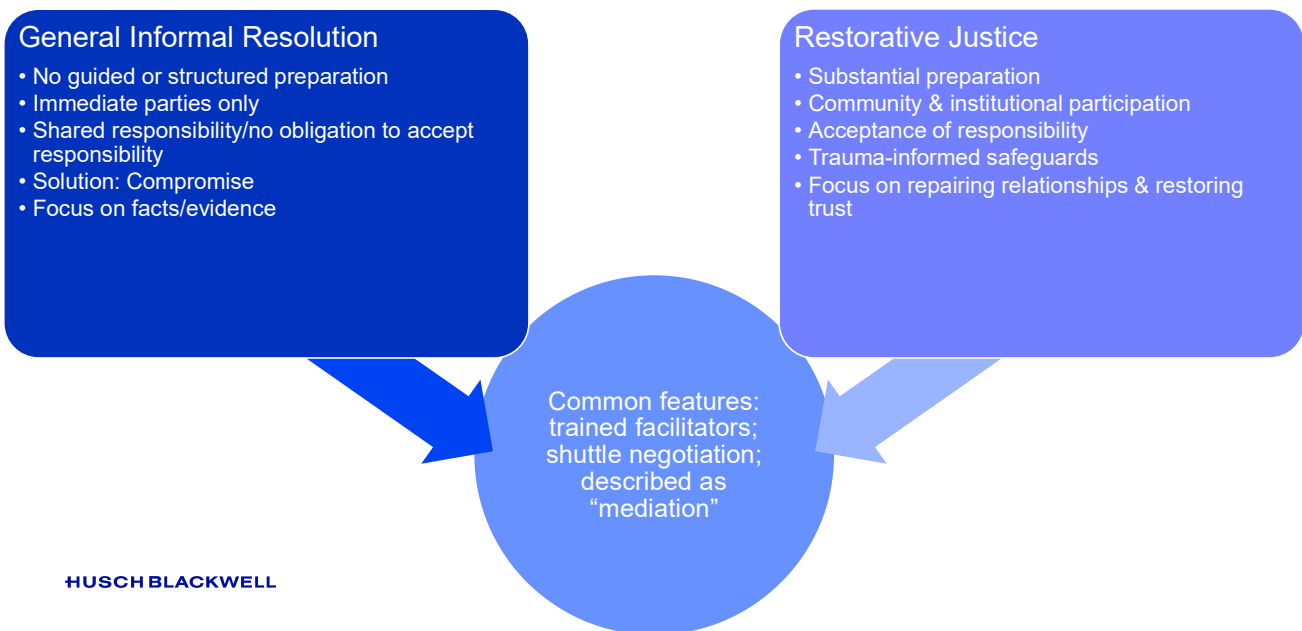 General Informal Resolution
• No guided or structured preparation
• Immediate parties only
• Shared responsibility/no obligation to accept
responsibility
• Solution: Compromise
• Focus on facts/evidence
Restorative Justice
• Substantial preparation
• Community & institutional participation
• Acceptance of responsibility
• Trauma-informed safeguards
• Focus on repairing relationships & restoring
trust
Common features:
trained facilitators;
shuttle negotiation;
described as
“mediation”
HUSCH BLACKWELL